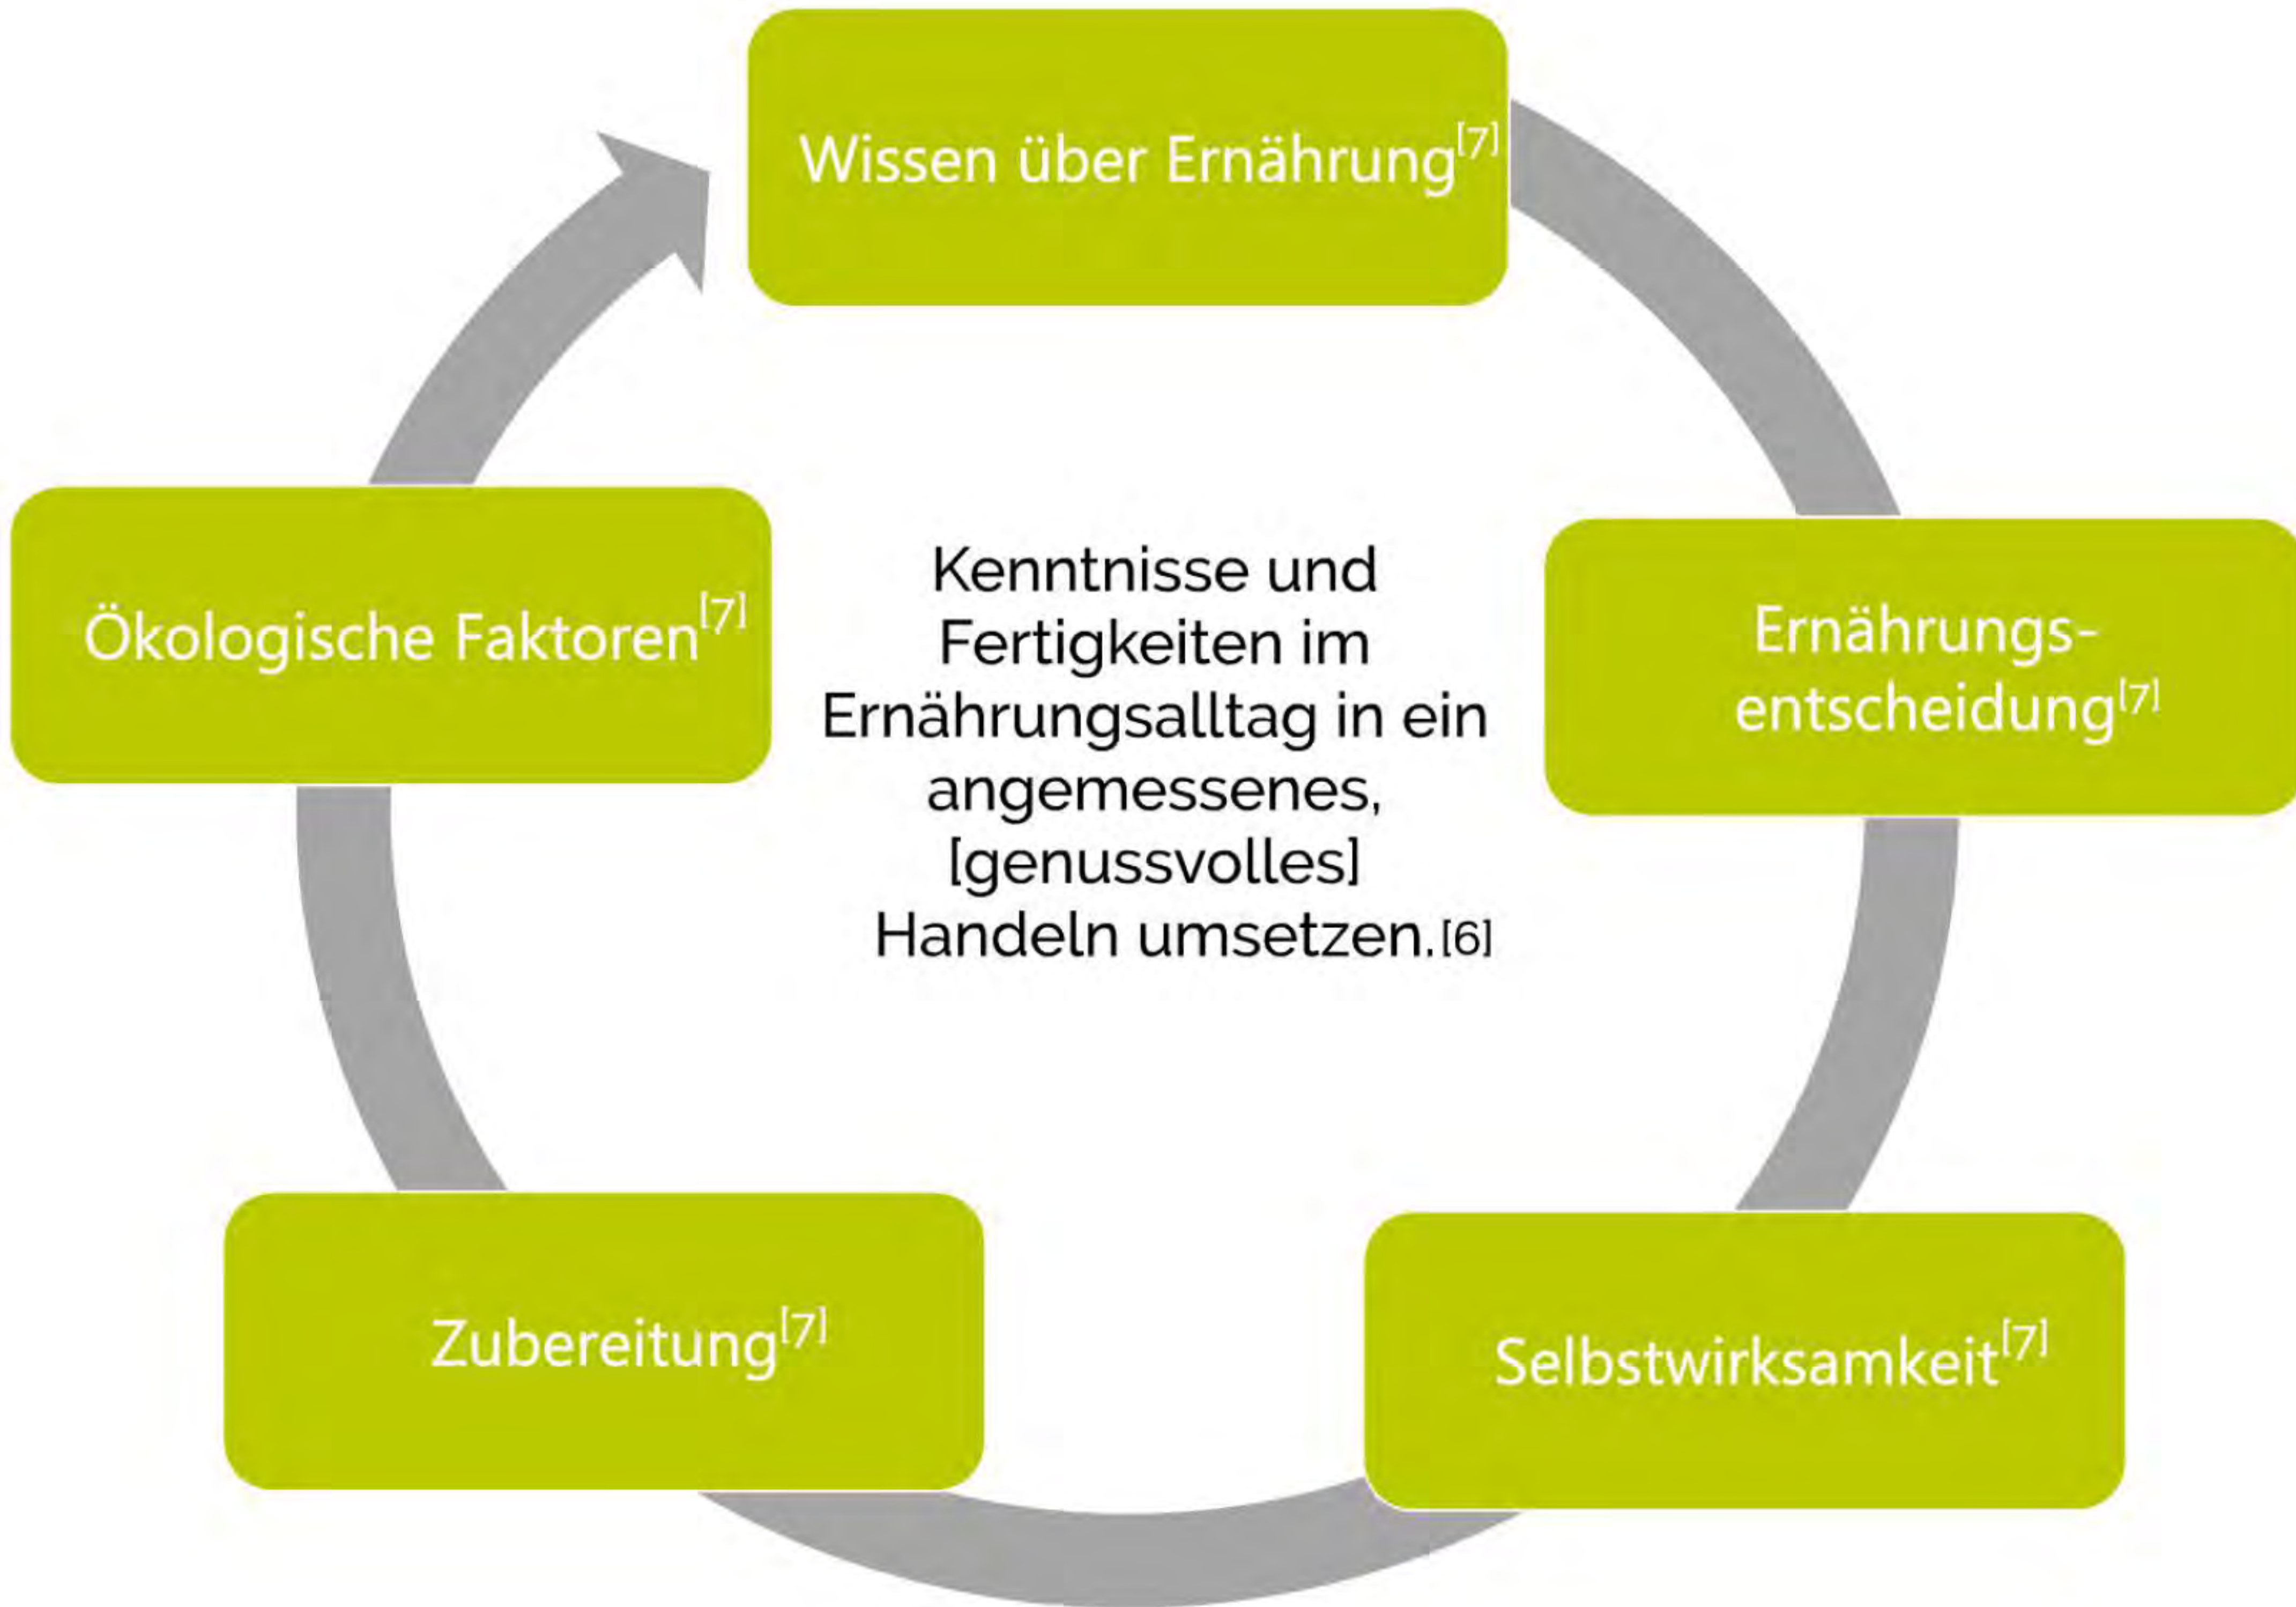 Wissen über Ernährung[7]
Ernährungs-
entscheidung[7]
Selbstwirksamkeit[7]
Zubereitung[7]
Ökologische Faktoren[7]
Kenntnisse und
Fertigkeiten im
Ernährungsalltag in ein
angemessenes,
[genussvolles]
Handeln umsetzen.[6]